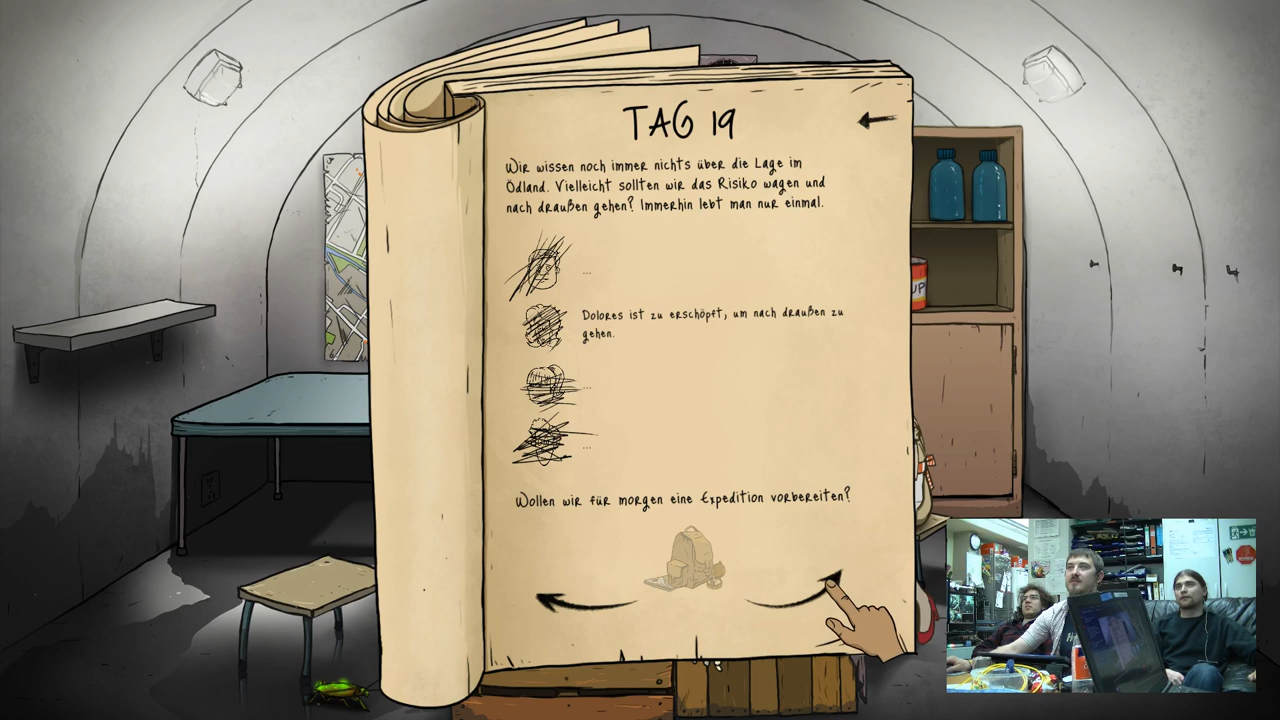 TAG 19
Wir wissen noch immer nichts über die Lage im
Ödland. Vielleicht sollten wir das Risiko wagen und
nach draußen gehen? Immerhin lebt man nur einmal.
...
Dolores ist zu erschöpft, um nach draußen zu
gehen.
...
...
Wollen wir für morgen eine Expedition vorbereiten?
UP